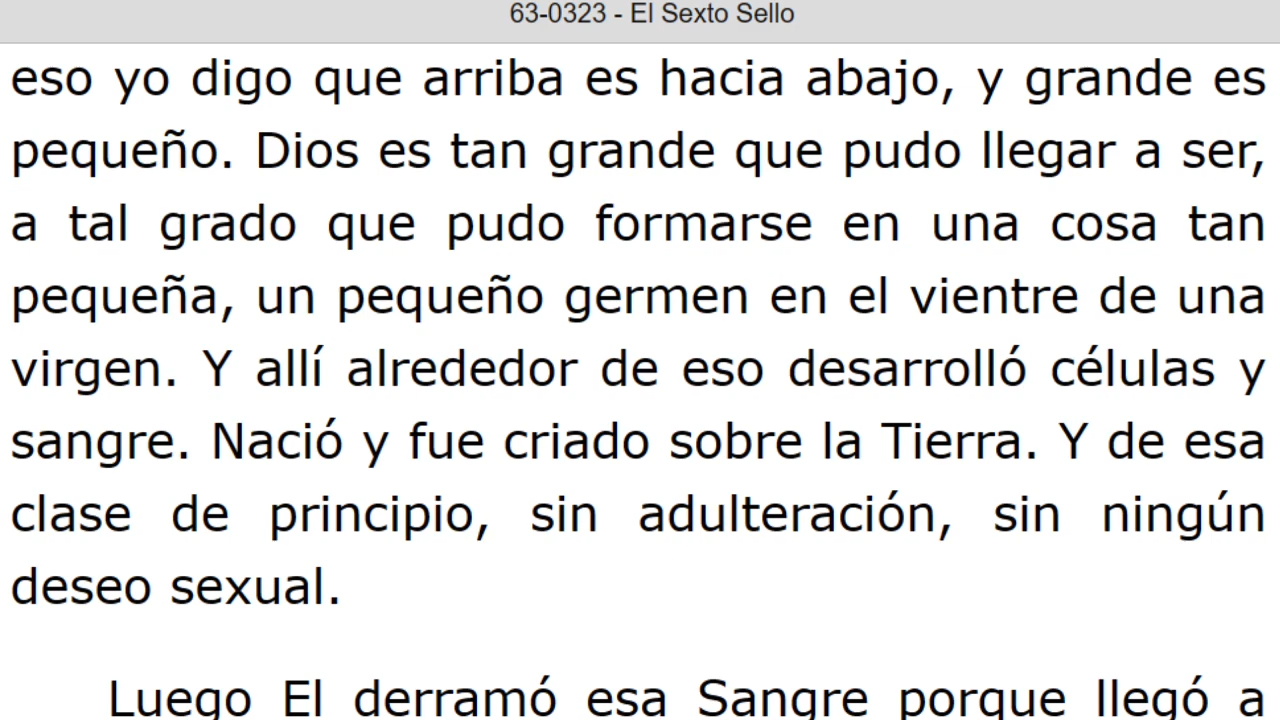 63-0323 - El Sexto Sello
eso yo digo que arriba es hacia abajo, y grande es
pequeño. Dios es tan grande que pudo llegar a ser,
a tal grado que pudo formarse en una cosa tan
pequeña, un pequeño germen en el vientre de una
virgen. Y allí alrededor de eso desarrolló células y
sangre. Nació y fue criado sobre la Tierra. Y de esa
clase de principio, sin adulteración, sin ningún
deseo sexual.
Luego El derramó esa Sangre porque llegó a